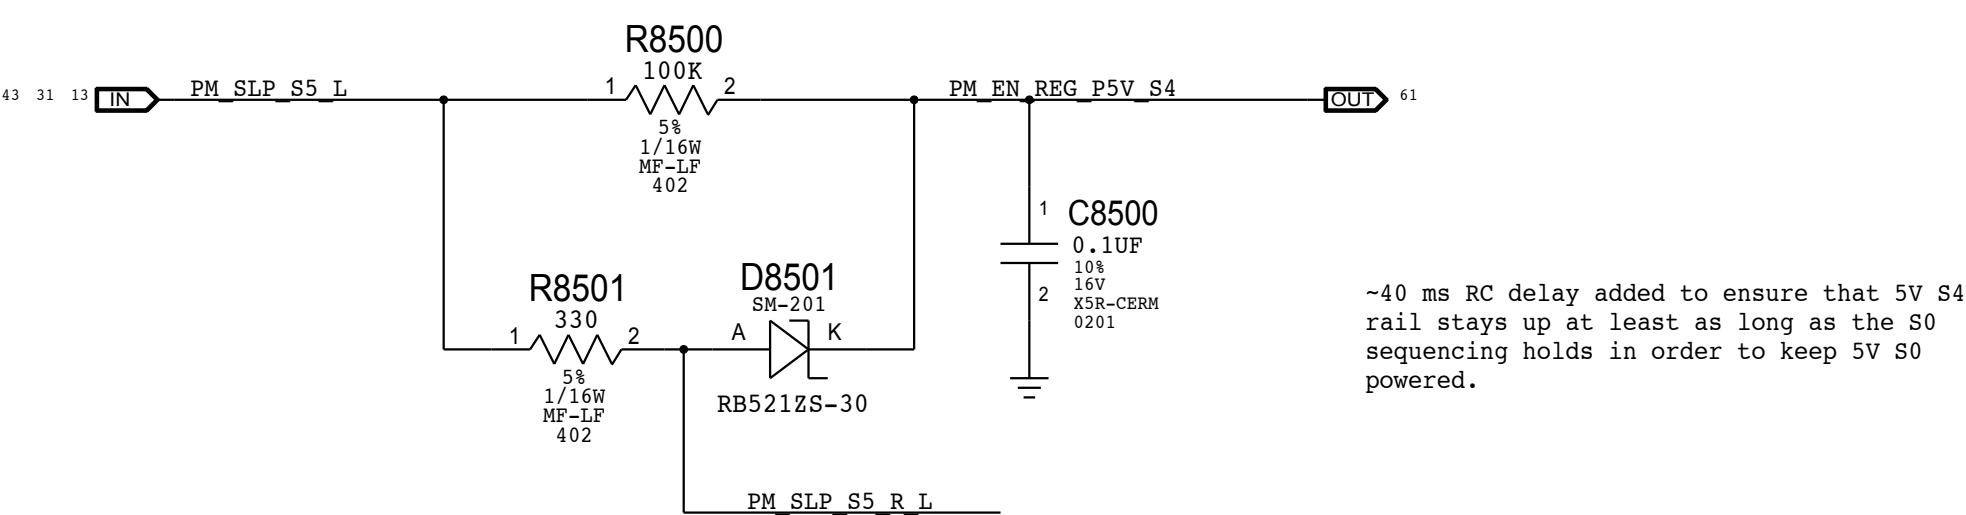 R8500
100K
1 2
5%
1/16W
MF-LF
402
43 31 13 IN PM_SLP_S5_L
PM_EN_REG_P5V_S4 OUT 61
1 C8500
0.1UF
10%
16V
2 X5R-CERM
0201
R8501
330
1 2
5%
1/16W
MF-LF
402
D8501
SM-201
A K
RB521ZS-30
PM_SLP_S5_R_L
~40 ms RC delay added to ensure that 5V S4
rail stays up at least as long as the S0
sequencing holds in order to keep 5V S0
powered.